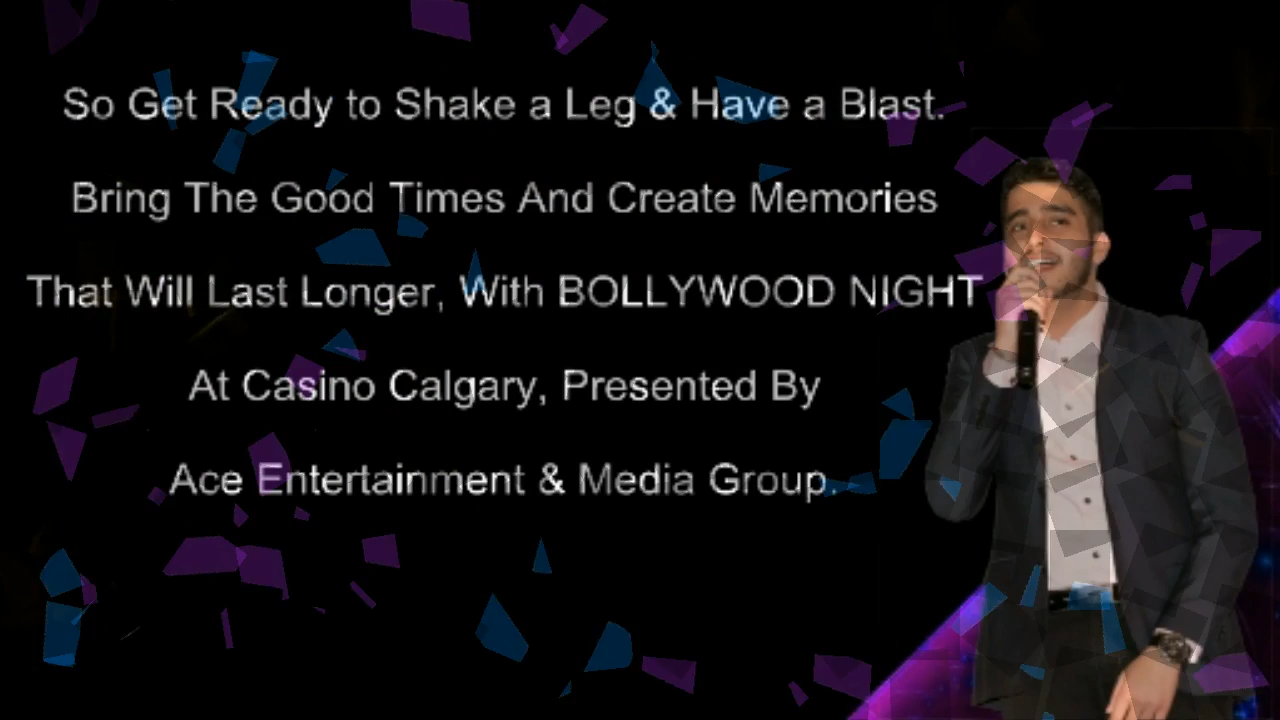 So Get Ready to Shake a Leg & Have a Blast.
Bring The Good Times And Create Memories
That Will Last Longer, With BOLLYWOOD NIGHT
At Casino Calgary, Presented By
Ace Entertainment & Media Group.